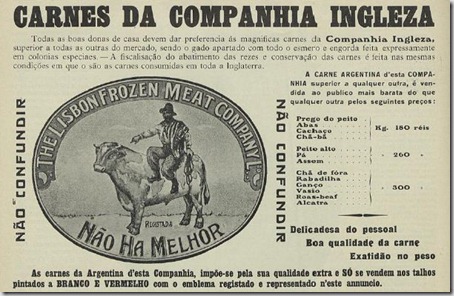 CARNES DA COMPANHIA INGLEZA
Todas as boas donas de casa devem dar preferencia ás magnificas carnes da Companhia Ingleza,
superior a todas as outras do mercado, sendo o gado apartado com todo o esmero e engorda feita expressamente
em colonias especiaes.—A fiscalisação do abatimento das rezes e conservação das carnes é feita nas mesmas
condições em que o são as carnes consumidas em toda a Inglaterra.
NÃO CONFUNDIR
THE LISBON FROZEN MEAT COMPANY Lᴰ
REGISTADA
NÃO HA MELHOR
NÃO CONFUNDIR
A CARNE ARGENTINA d'esta COMPA-
NHIA superior a qualquer outra, é ven-
dida ao publico mais barata do que
qualquer outra pelos seguintes preços:
Prego do peito
Abas
Cachaço
Chã-bã
Kg. 180 réis
Peito alto
Pá
Assem
" 260 "
Chã de fóra
Rabadilha
Ganço
Vasio
Roas-beaf
Alcatra
" 300 "
Delicadesa do pessoal
Boa qualidade da carne
Exatidão no peso
As carnes da Argentina d'esta Companhia, impõe-se pela sua qualidade extra e SÓ se vendem nos talhos
pintados a BRANCO E VERMELHO com o emblema registado e representado n'este annuncio.